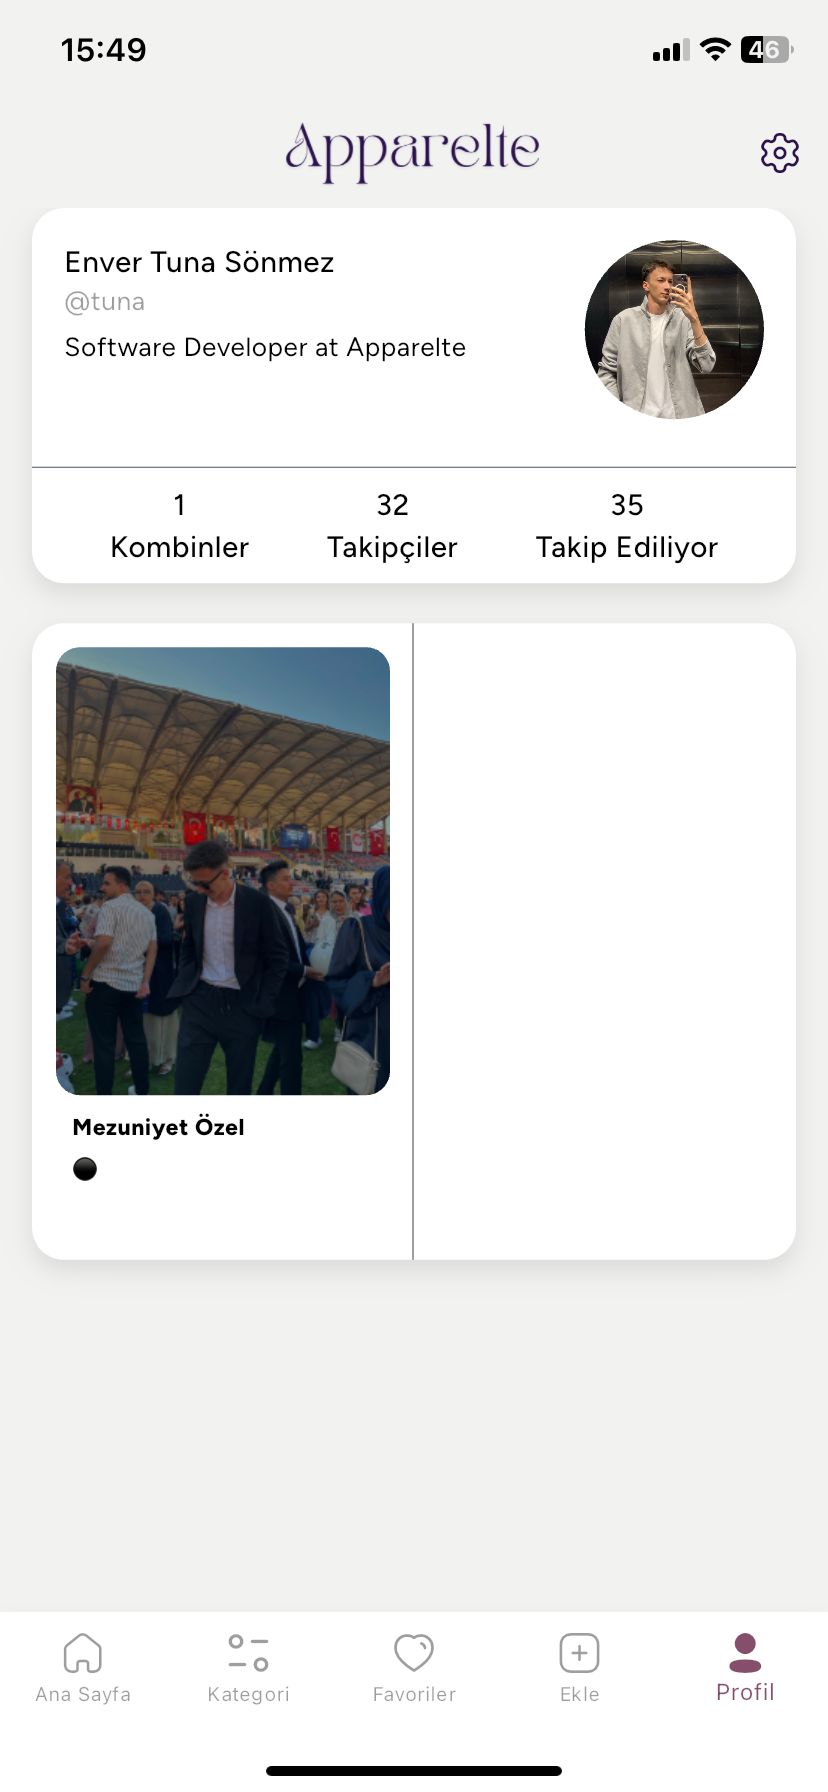 15:49
46
Apparelte
Enver Tuna Sönmez
@tuna
Software Developer at Apparelte
1
Kombinler
32
Takipçiler
35
Takip Ediliyor
Mezuniyet Özel
Ana Sayfa
Kategori
Favoriler
Ekle
Profil